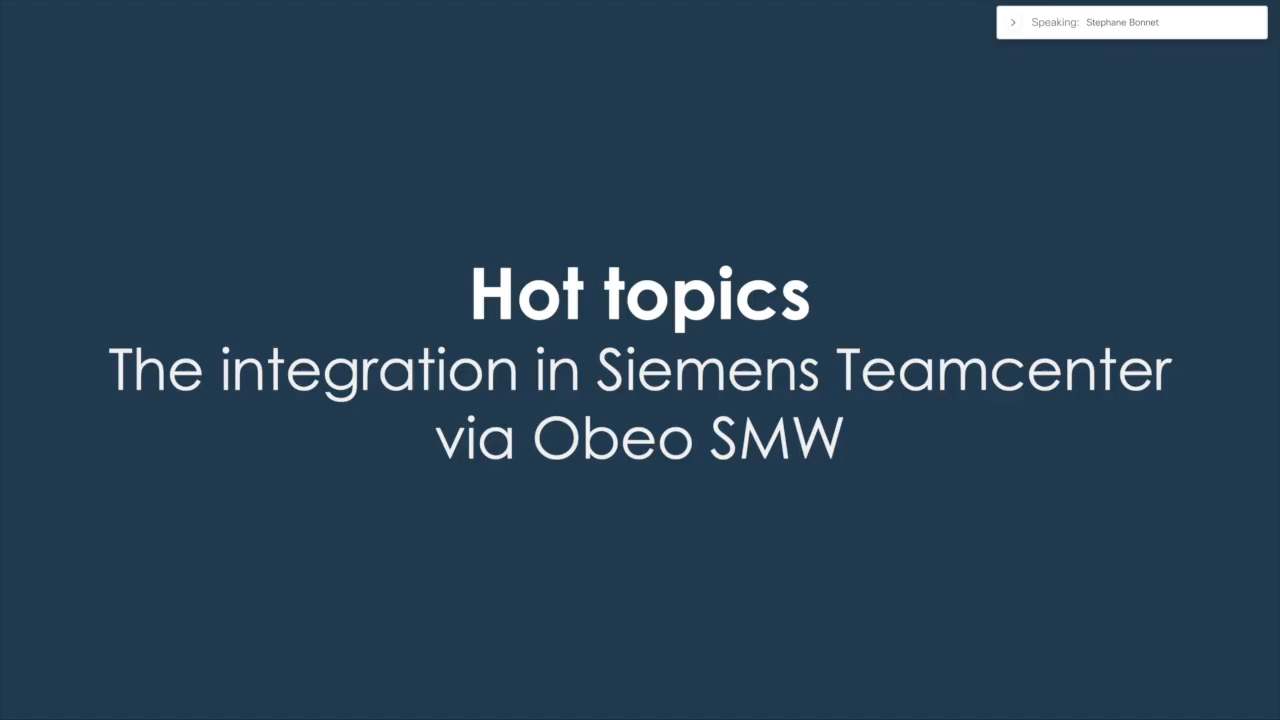 Speaking: Stephane Bonnet
Hot topics
The integration in Siemens Teamcenter
via Obeo SMW